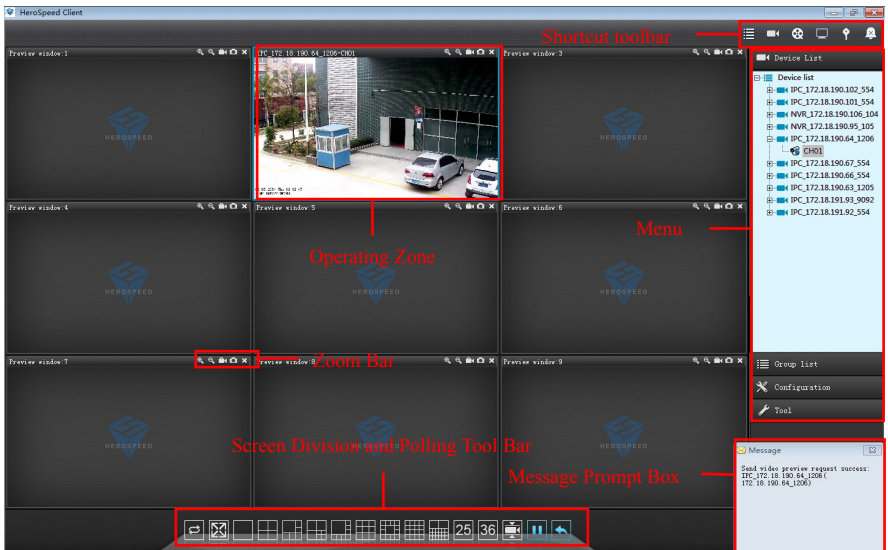 HeroSpeed Client
Shortcut toolbar
Preview window:1
IPC_172.18.190.64_1206-CH01
Preview window:3
Device List
Device list
IPC_172.18.190.102_554
IPC_172.18.190.101_554
NVR_172.18.190.106_104
NVR_172.18.190.95_105
IPC_172.18.190.64_1206
CH01
IPC_172.18.190.67_554
IPC_172.18.190.66_554
IPC_172.18.190.63_1205
IPC_172.18.191.93_9092
IPC_172.18.191.92_554
HEROSPEED
HEROSPEED
Preview window:4
Preview window:5
Preview window:6
Menu
Operating Zone
HEROSPEED
HEROSPEED
HEROSPEED
Preview window:7
Zoom Bar
Preview window:8
Preview window:9
Group list
Configuration
Tool
HEROSPEED
HEROSPEED
HEROSPEED
Screen Division and Polling Tool Bar
Message Prompt Box
Message
Send video preview request success:
IPC_172.18.190.64_1206(
172.18.190.64_1206)
25
36